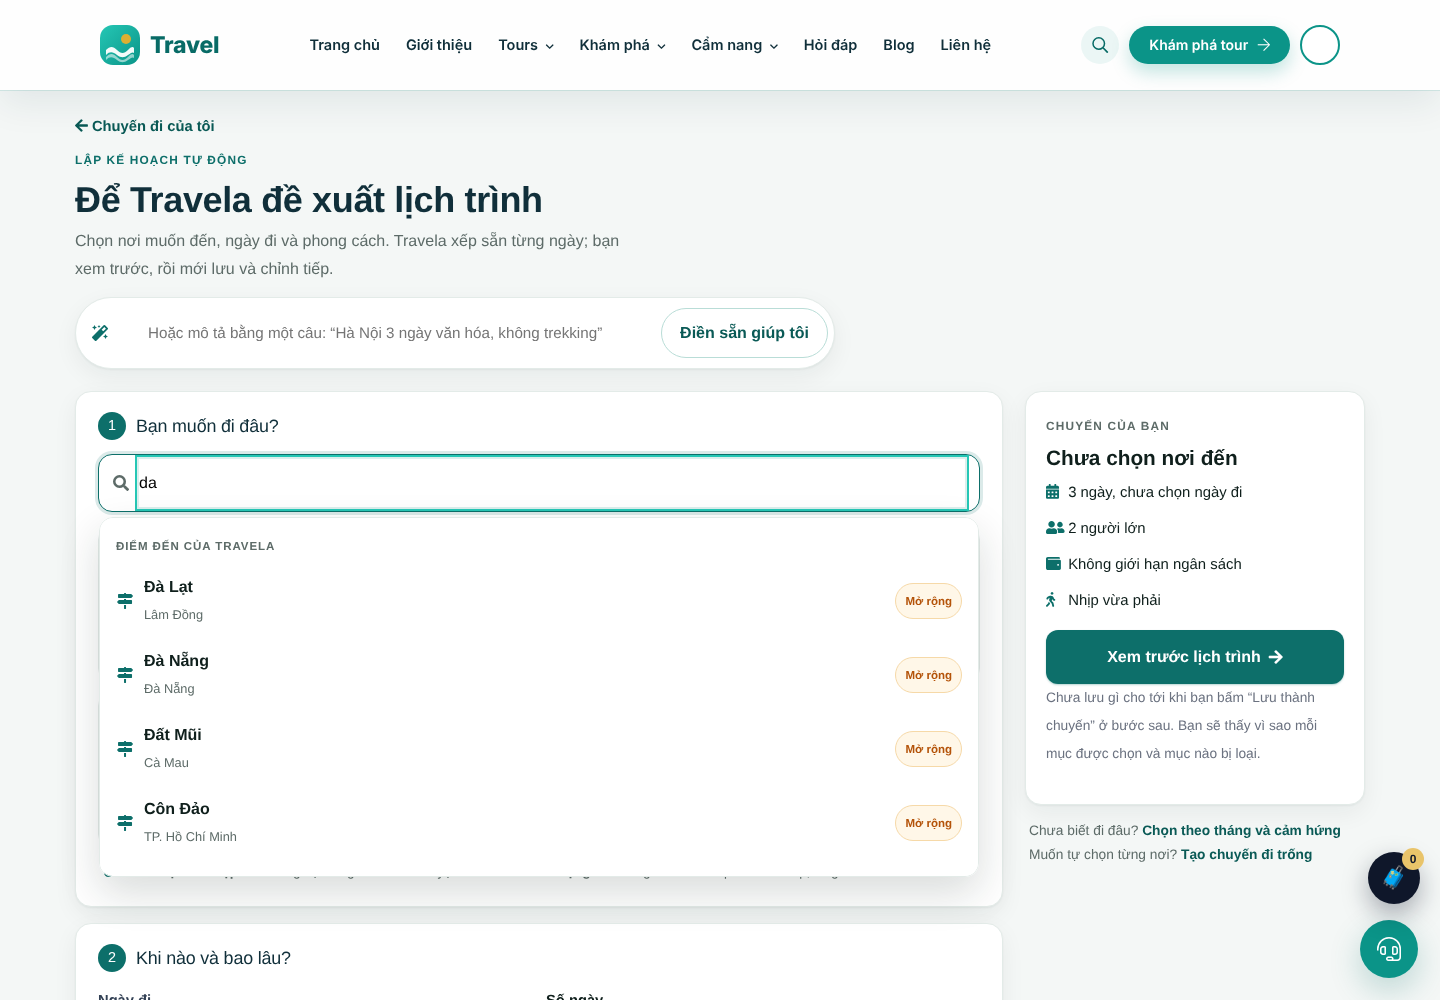 Travel
Trang chủ
Giới thiệu
Tours
Khám phá
Cẩm nang
Hỏi đáp
Blog
Liên hệ
Khám phá tour
Chuyến đi của tôi
LẬP KẾ HOẠCH TỰ ĐỘNG
Để Travela đề xuất lịch trình
Chọn nơi muốn đến, ngày đi và phong cách. Travela xếp sẵn từng ngày; bạn
xem trước, rồi mới lưu và chỉnh tiếp.
Hoặc mô tả bằng một câu: “Hà Nội 3 ngày văn hóa, không trekking”
Điền sẵn giúp tôi
1 Bạn muốn đi đâu?
da
ĐIỂM ĐẾN CỦA TRAVELA
Đà Lạt
Lâm Đồng
Mở rộng
Đà Nẵng
Đà Nẵng
Mở rộng
Đất Mũi
Cà Mau
Mở rộng
Côn Đảo
TP. Hồ Chí Minh
Mở rộng
2 Khi nào và bao lâu?
Ngày đi
Số ngày
CHUYẾN CỦA BẠN
Chưa chọn nơi đến
3 ngày, chưa chọn ngày đi
2 người lớn
Không giới hạn ngân sách
Nhịp vừa phải
Xem trước lịch trình
Chưa lưu gì cho tới khi bạn bấm “Lưu thành
chuyến” ở bước sau. Bạn sẽ thấy vì sao mỗi
mục được chọn và mục nào bị loại.
Chưa biết đi đâu? Chọn theo tháng và cảm hứng
Muốn tự chọn từng nơi? Tạo chuyến đi trống
0